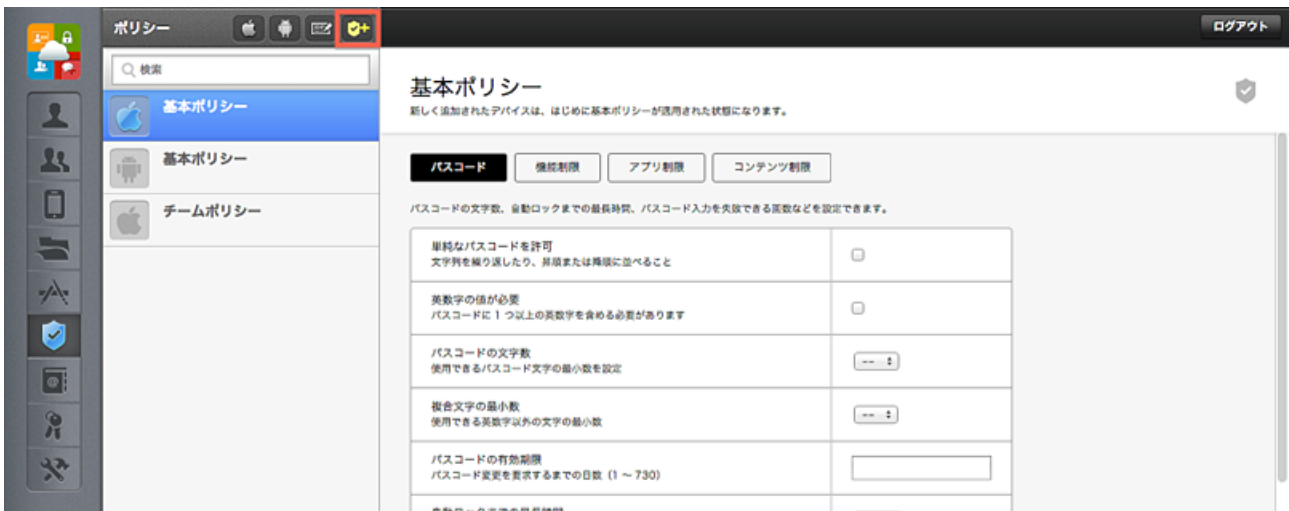 ポリシー
ログアウト
検索
基本ポリシー
基本ポリシー
チームポリシー
基本ポリシー
新しく追加されたデバイスは、はじめに基本ポリシーが適用された状態になります。
パスコード
機能制限
アプリ制限
コンテンツ制限
パスコードの文字数、自動ロックまでの最長時間、パスコード入力を失敗できる回数などを設定できます。
単純なパスコードを許可
文字列を繰り返したり、昇順または降順に並べること
英数字の値が必要
パスコードに 1 つ以上の英数字を含める必要があります
パスコードの文字数
使用できるパスコード文字の最小数を設定
--
複合文字の最小数
使用できる英数字以外の文字の最小数
--
パスコードの有効期限
パスコード変更を要求するまでの日数（1 〜 730）